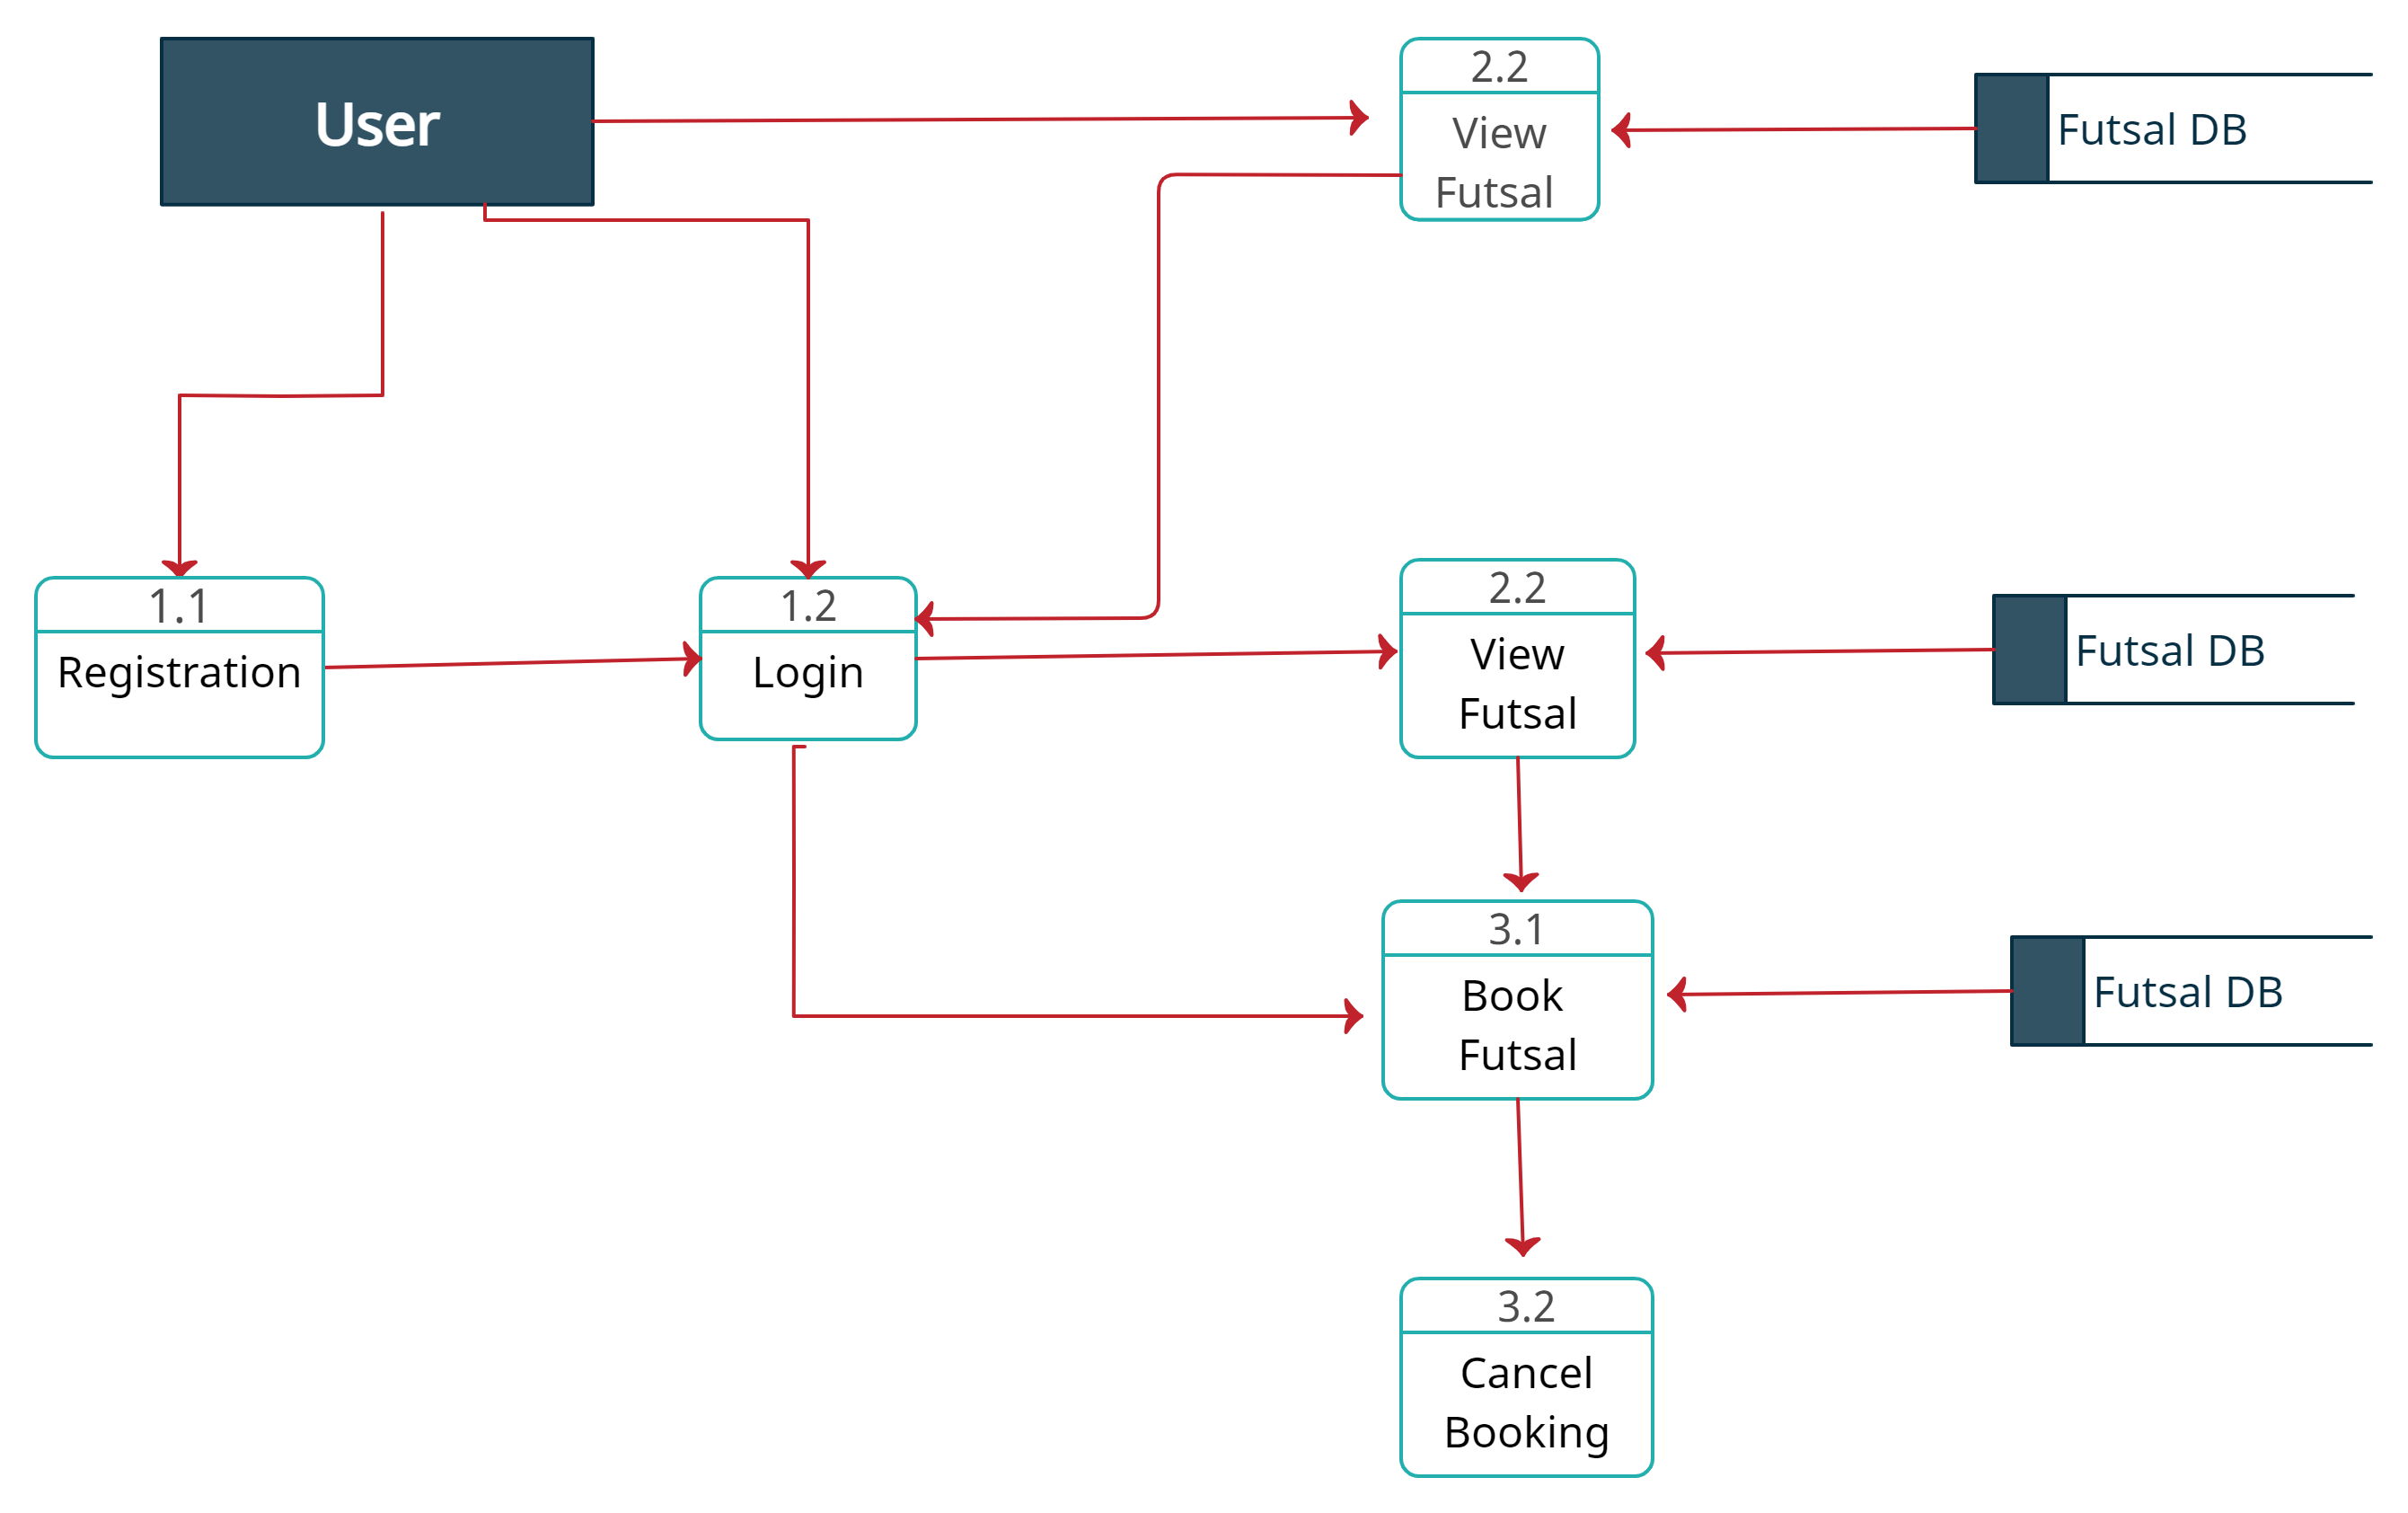 User
2.2
View
Futsal
Futsal DB
1.1
Registration
1.2
Login
2.2
View
Futsal
Futsal DB
3.1
Book
Futsal
Futsal DB
3.2
Cancel
Booking